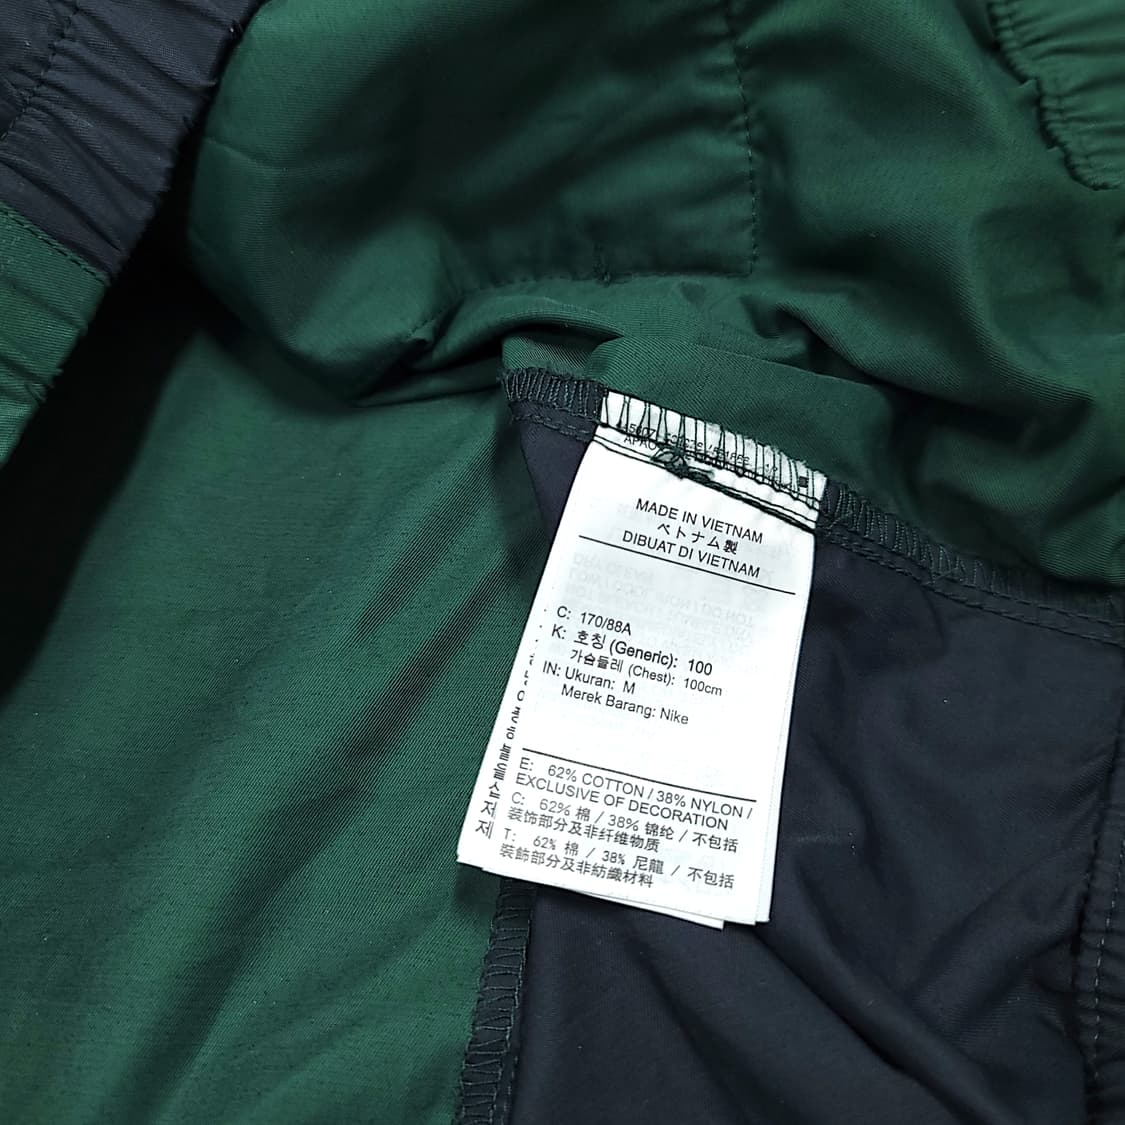 MADE IN VIETNAM
ベトナム製
DIBUAT DI VIETNAM
C: 170/88A
K: 호칭 (Generic): 100
가슴둘레 (Chest): 100cm
IN: Ukuran: M
Merek Barang: Nike
E: 62% COTTON / 38% NYLON /
EXCLUSIVE OF DECORATION
C: 62% 棉 / 38% 锦纶 / 不包括
装饰部分及非纤维物质
T: 62% 棉 / 38% 尼龍 / 不包括
裝飾部分及非紡織材料